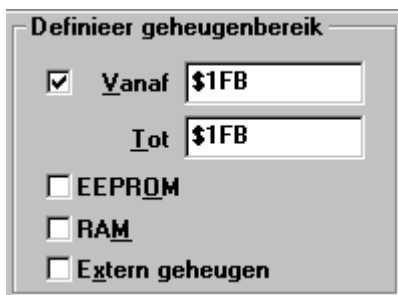 Definieer geheugenbereik
Vanaf $1FB
Tot $1FB
EEPROM
RAM
Extern geheugen